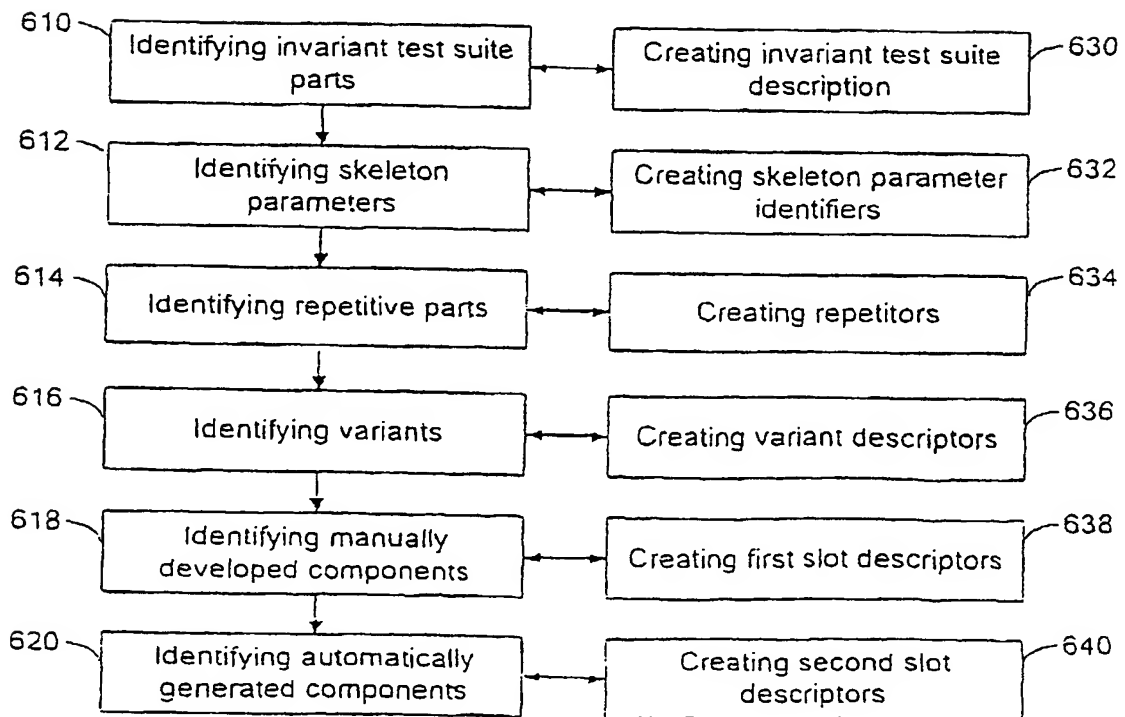 610
Identifying invariant test suite
parts
Creating invariant test suite
description
630
612
Identifying skeleton
parameters
Creating skeleton parameter
identifiers
632
614
Identifying repetitive parts
Creating repetitors
634
616
Identifying variants
Creating variant descriptors
636
618
Identifying manually
developed components
Creating first slot descriptors
638
620
Identifying automatically
generated components
Creating second slot
descriptors
640